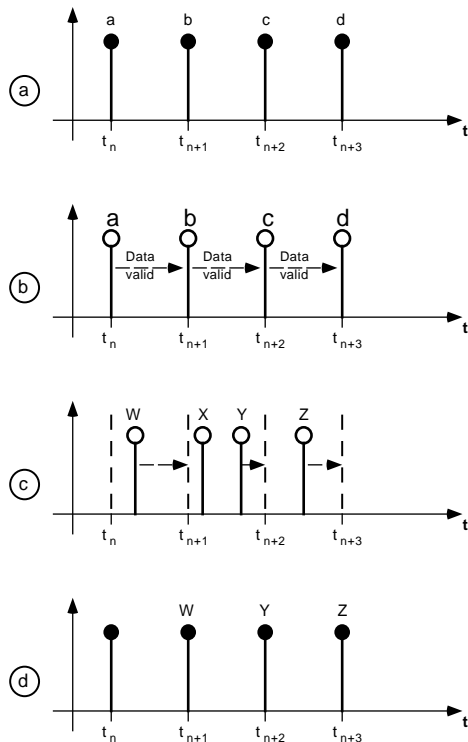 a b c d
a
t
t n t n+1 t n+2 t n+3
a b c d
Data valid Data valid Data valid
b
t
t n t n+1 t n+2 t n+3
W X Y Z
c
t
t n t n+1 t n+2 t n+3
W Y Z
d
t
t n t n+1 t n+2 t n+3